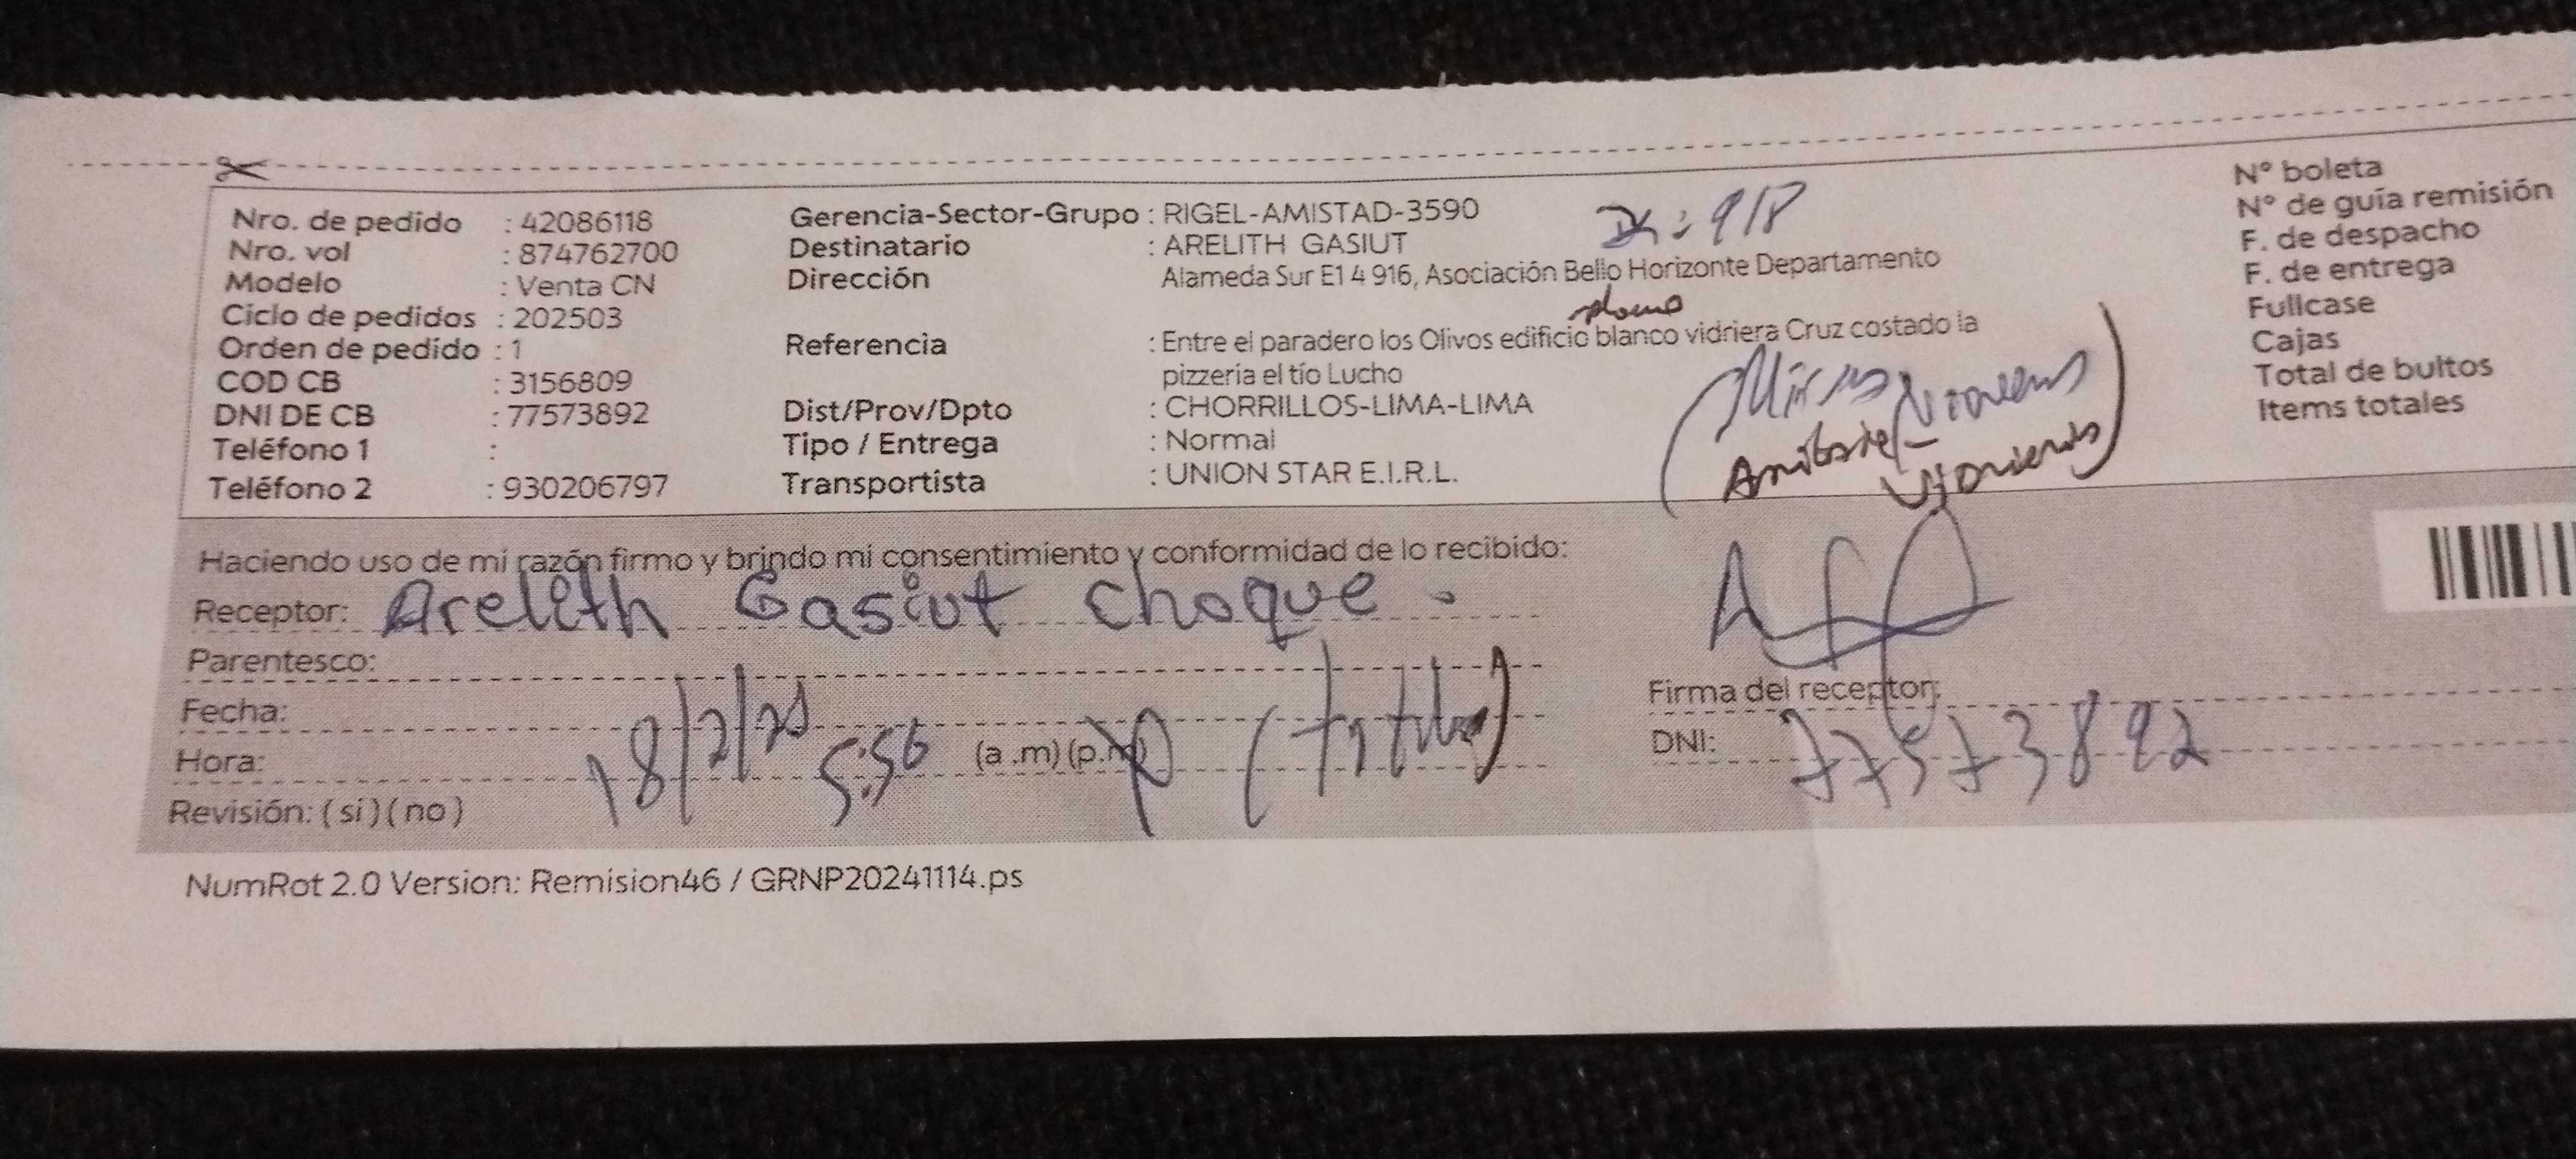 Nro. de pedido : 42086118
Nro. vol : 874762700
Modelo : Venta CN
Ciclo de pedidos : 202503
Orden de pedido : 1
COD CB : 3156809
DNI DE CB : 77573892
Teléfono 1 :
Teléfono 2 : 930206797
Gerencia-Sector-Grupo : RIGEL-AMISTAD-3590
Destinatario : ARELITH GASIUT
Dirección Alameda Sur E1 4 916, Asociación Bello Horizonte Departamento
plomo
Referencia : Entre el paradero los Olivos edificio blanco vidriera Cruz costado la
pizzeria el tío Lucho
Dist/Prov/Dpto : CHORRILLOS-LIMA-LIMA
Tipo / Entrega : Normal
Transportista : UNION STAR E.I.R.L.
N° boleta
N° de guía remisión
F. de despacho
F. de entrega
Fullcase
Cajas
Total de bultos
Items totales
Haciendo uso de mi razón firmo y brindo mi consentimiento y conformidad de lo recibido:
Receptor: Arelith Gasiut Choque.
Parentesco:
Fecha: 18/2/25
Hora: 5:56 (a .m) (p.m)
Revisión: ( si ) ( no )
Firma del receptor:
DNI: 77573892
NumRot 2.0 Version: Remision46 / GRNP20241114.ps